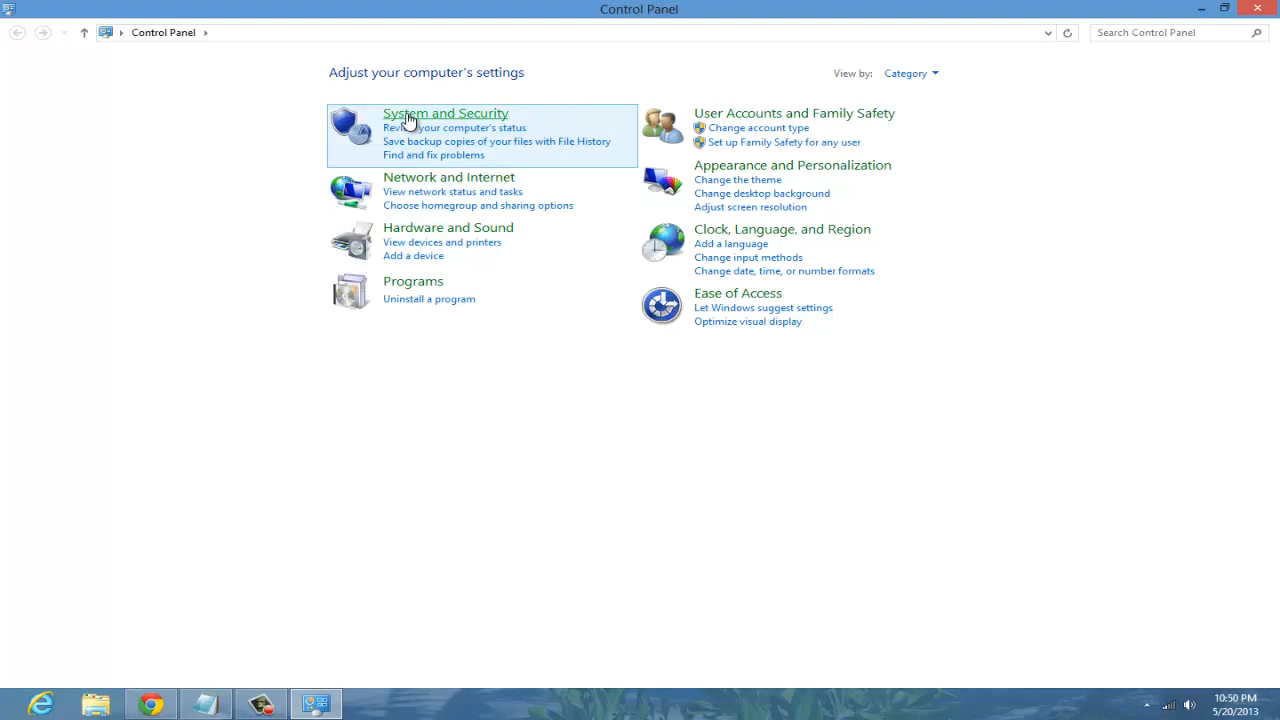 Control Panel
Control Panel
Search Control Panel
Adjust your computer's settings
View by: Category
System and Security
Review your computer's status
Save backup copies of your files with File History
Find and fix problems
Network and Internet
View network status and tasks
Choose homegroup and sharing options
Hardware and Sound
View devices and printers
Add a device
Programs
Uninstall a program
User Accounts and Family Safety
Change account type
Set up Family Safety for any user
Appearance and Personalization
Change the theme
Change desktop background
Adjust screen resolution
Clock, Language, and Region
Add a language
Change input methods
Change date, time, or number formats
Ease of Access
Let Windows suggest settings
Optimize visual display
10:50 PM
5/20/2013